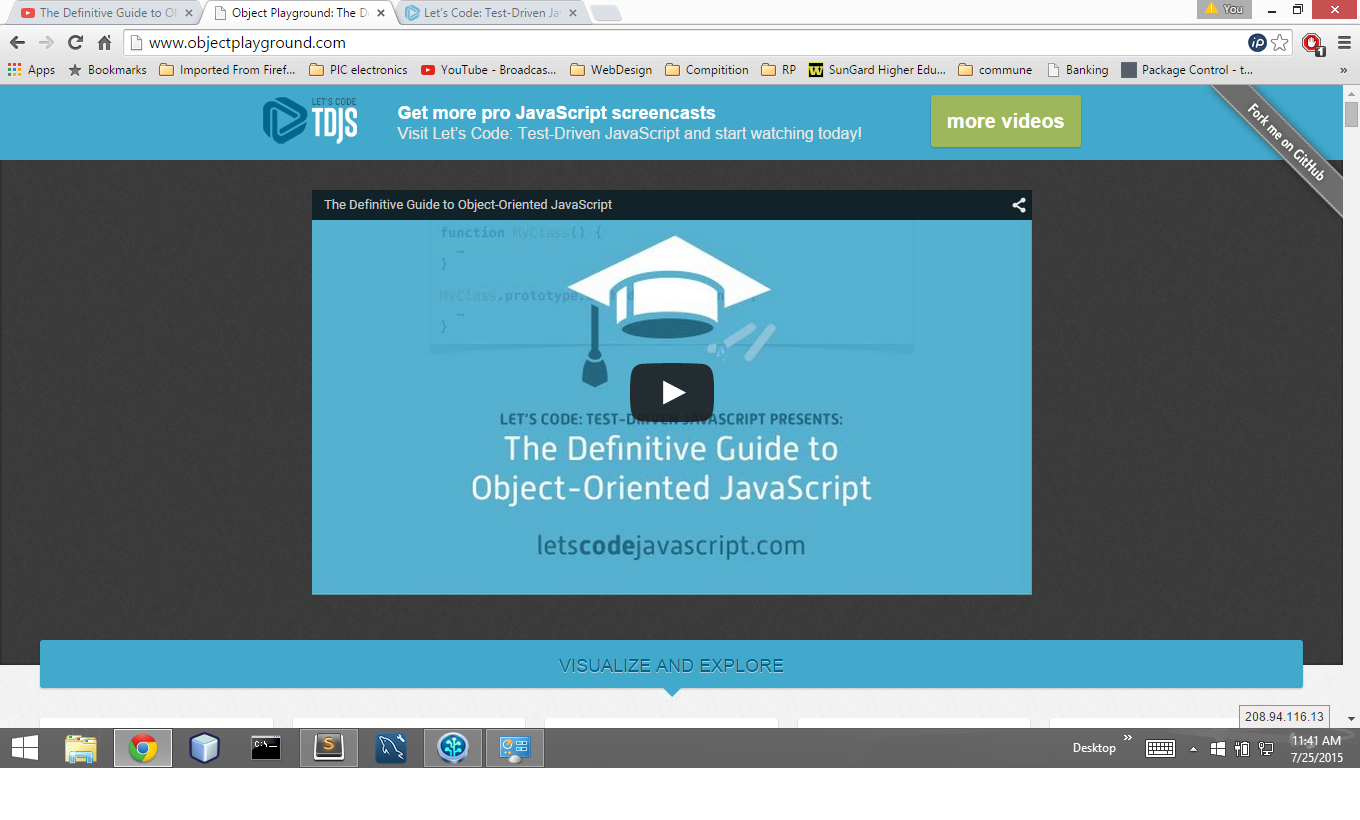 The Definitive Guide to Ol
Object Playground: The D
Let's Code: Test-Driven Ja
You
www.objectplayground.com
ip
1
Apps
Bookmarks
Imported From Firef...
PIC electronics
YouTube - Broadcas...
WebDesign
Compitition
RP
W
SunGard Higher Edu...
commune
Banking
Package Control - t...
»
LET'S CODE
TDJS
Get more pro JavaScript screencasts
Visit Let's Code: Test-Driven JavaScript and start watching today!
more videos
Fork me on GitHub
The Definitive Guide to Object-Oriented JavaScript
function MyClass() {
…
}
MyClass.prototype.
…
}
LET'S CODE: TEST-DRIVEN JAVASCRIPT PRESENTS:
The Definitive Guide to
Object-Oriented JavaScript
letscodejavascript.com
VISUALIZE AND EXPLORE
208.94.116.13
C:\_
S
Desktop
»
11:41 AM
7/25/2015